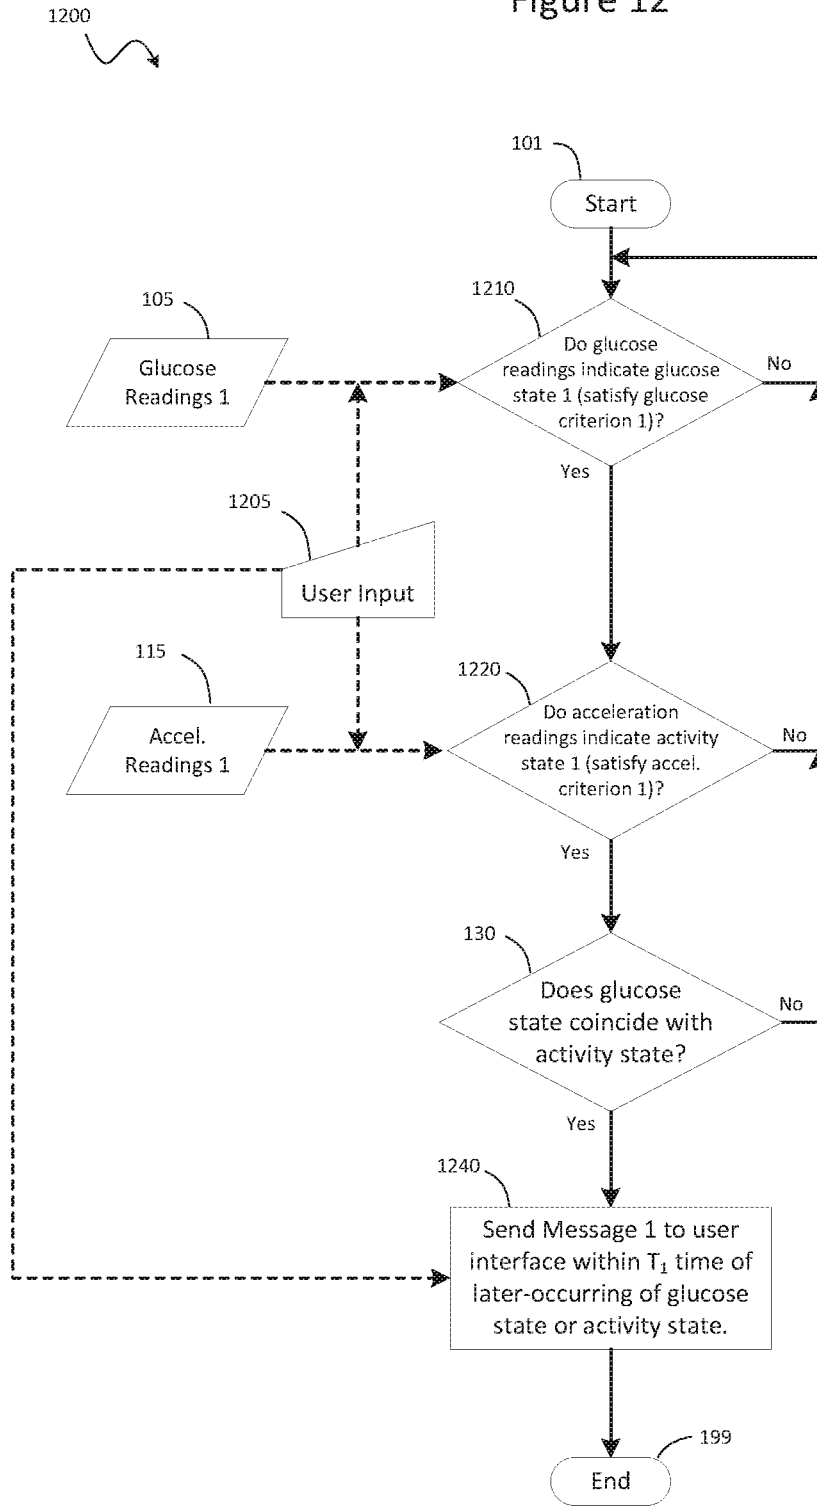 Figure 12
1200
101
Start
1210
105
Glucose
Readings 1
Do glucose
readings indicate glucose
state 1 (satisfy glucose
criterion 1)?
No
Yes
1205
User Input
115
Accel.
Readings 1
1220
Do acceleration
readings indicate activity
state 1 (satisfy accel.
criterion 1)?
No
Yes
130
Does glucose
state coincide with
activity state?
No
Yes
1240
Send Message 1 to user
interface within T₁ time of
later-occurring of glucose
state or activity state.
199
End